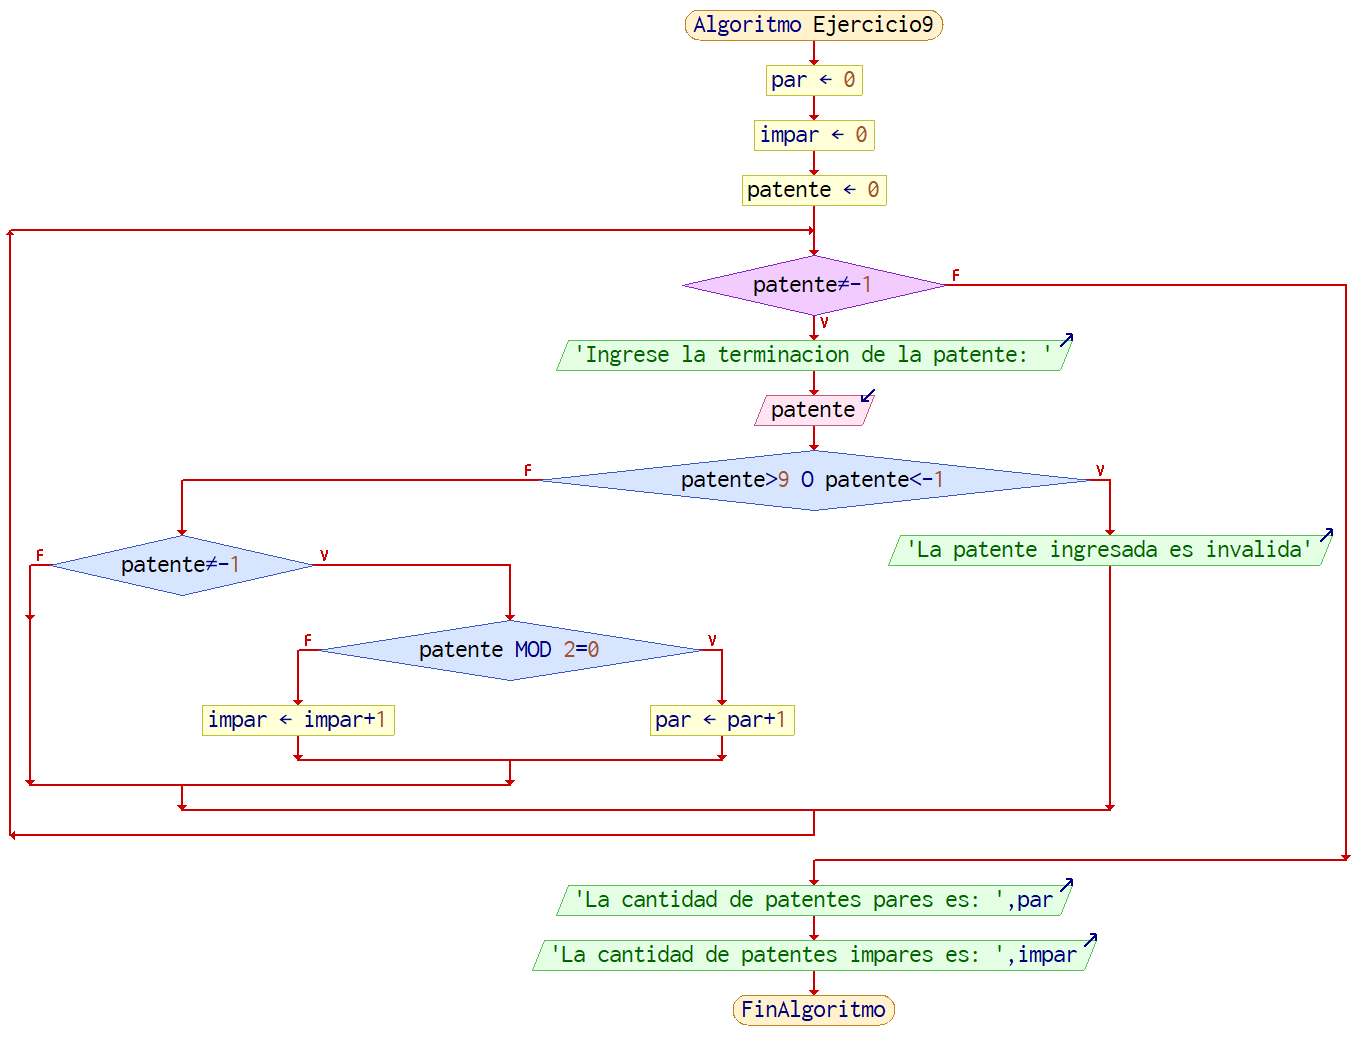 Algoritmo Ejercicio9
par ← 0
impar ← 0
patente ← 0
patente≠-1
F
V
'Ingrese la terminacion de la patente: '
patente
F
patente>9 O patente<-1
V
'La patente ingresada es invalida'
F
patente≠-1
V
F
patente MOD 2=0
V
impar ← impar+1
par ← par+1
'La cantidad de patentes pares es: ',par
'La cantidad de patentes impares es: ',impar
FinAlgoritmo